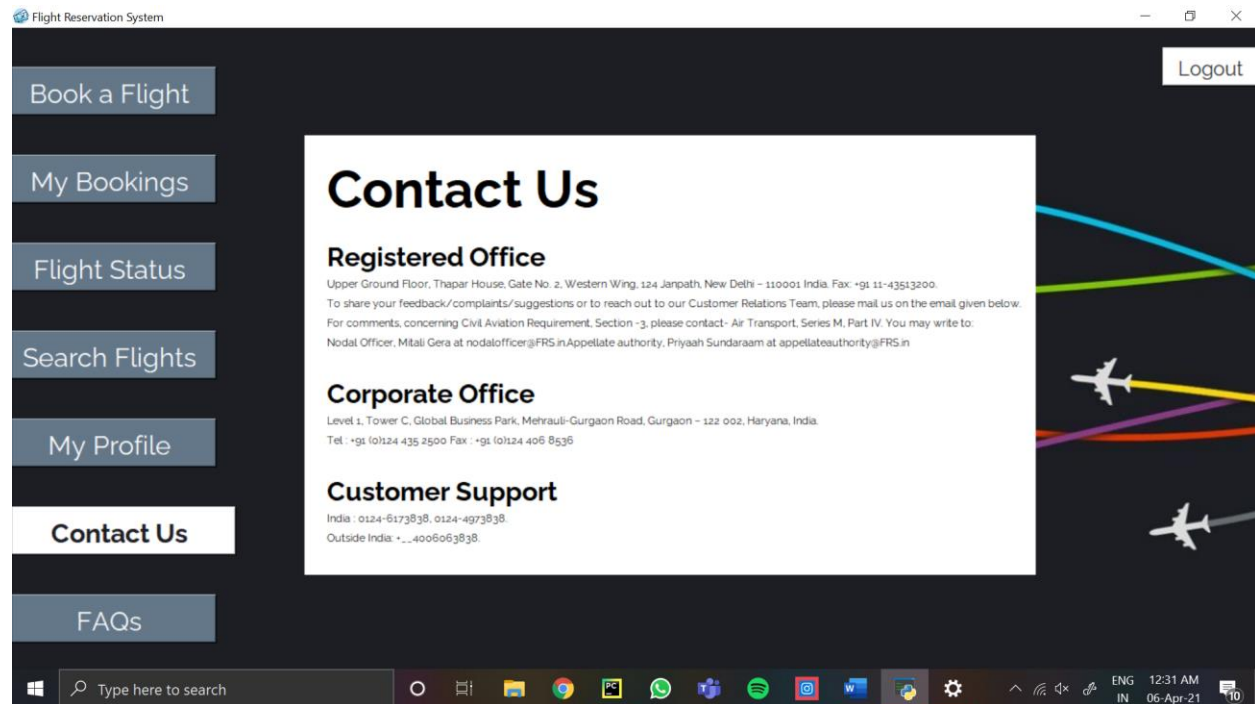 Flight Reservation System
Logout
Book a Flight
My Bookings
Flight Status
Search Flights
My Profile
Contact Us
FAQs
Contact Us
Registered Office
Upper Ground Floor, Thapar House, Gate No. 2, Western Wing, 124 Janpath, New Delhi – 110001 India. Fax: +91 11-43513200.
To share your feedback/complaints/suggestions or to reach out to our Customer Relations Team, please mail us on the email given below.
For comments, concerning Civil Aviation Requirement, Section -3, please contact- Air Transport, Series M, Part IV. You may write to:
Nodal Officer, Mitali Gera at nodalofficer@FRS.in.Appellate authority, Priyaah Sundaraam at appellateauthority@FRS.in
Corporate Office
Level 1, Tower C, Global Business Park, Mehrauli-Gurgaon Road, Gurgaon – 122 002, Haryana, India.
Tel : +91 (0)124 435 2500 Fax : +91 (0)124 406 8536
Customer Support
India : 0124-6173838, 0124-4973838.
Outside India: +__4006063838.
Type here to search
PC
W
ENG
IN
12:31 AM
06-Apr-21
10